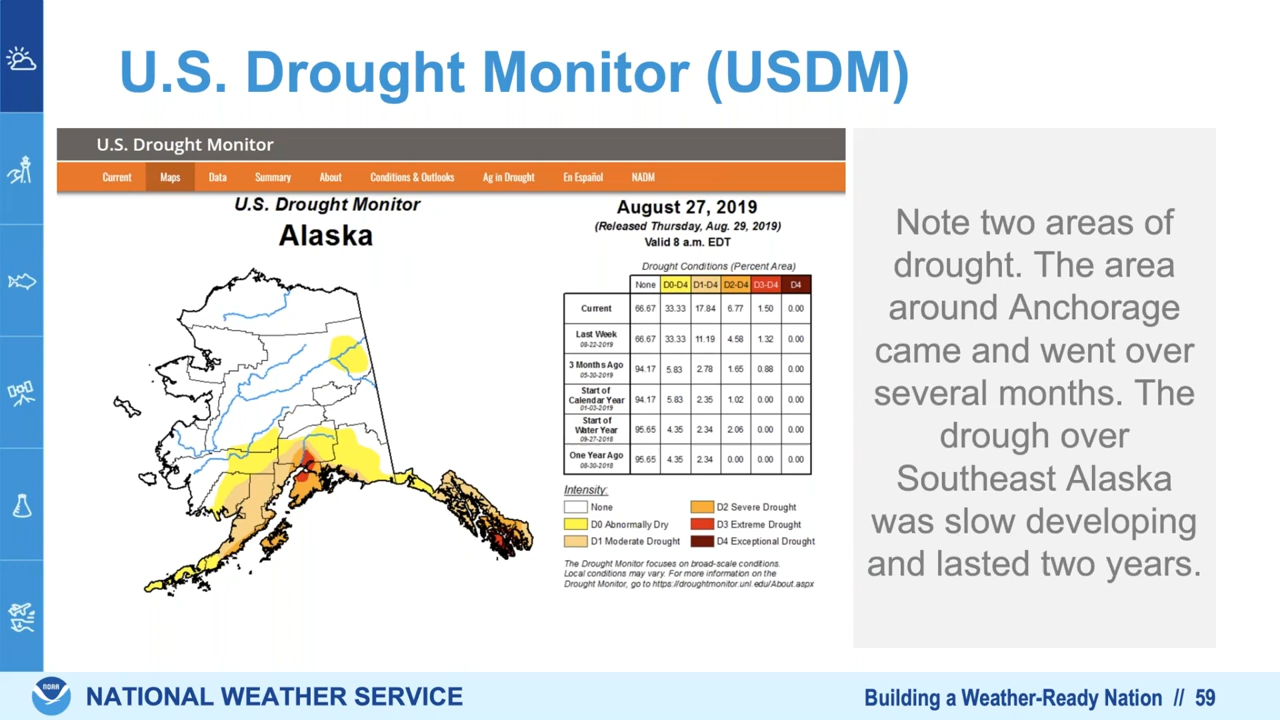 U.S. Drought Monitor (USDM)
U.S. Drought Monitor
Current Maps Data Summary About Conditions & Outlooks Ag in Drought En Español NADM
U.S. Drought Monitor
Alaska
August 27, 2019
(Released Thursday, Aug. 29, 2019)
Valid 8 a.m. EDT
Drought Conditions (Percent Area)
None D0-D4 D1-D4 D2-D4 D3-D4 D4
Current 66.67 33.33 17.84 6.77 1.50 0.00
Last Week
08-22-2019
66.67 33.33 11.19 4.58 1.32 0.00
3 Months Ago
05-30-2019
94.17 5.83 2.78 1.65 0.88 0.00
Start of
Calendar Year
01-03-2019
94.17 5.83 2.35 1.02 0.00 0.00
Start of
Water Year
09-27-2018
95.65 4.35 2.34 2.06 0.00 0.00
One Year Ago
08-30-2018
95.65 4.35 2.34 0.00 0.00 0.00
Intensity:
None
D0 Abnormally Dry
D1 Moderate Drought
D2 Severe Drought
D3 Extreme Drought
D4 Exceptional Drought
The Drought Monitor focuses on broad-scale conditions.
Local conditions may vary. For more information on the
Drought Monitor, go to https://droughtmonitor.unl.edu/About.aspx
Note two areas of
drought. The area
around Anchorage
came and went over
several months. The
drough over
Southeast Alaska
was slow developing
and lasted two years.
NOAA
NATIONAL WEATHER SERVICE
Building a Weather-Ready Nation // 59